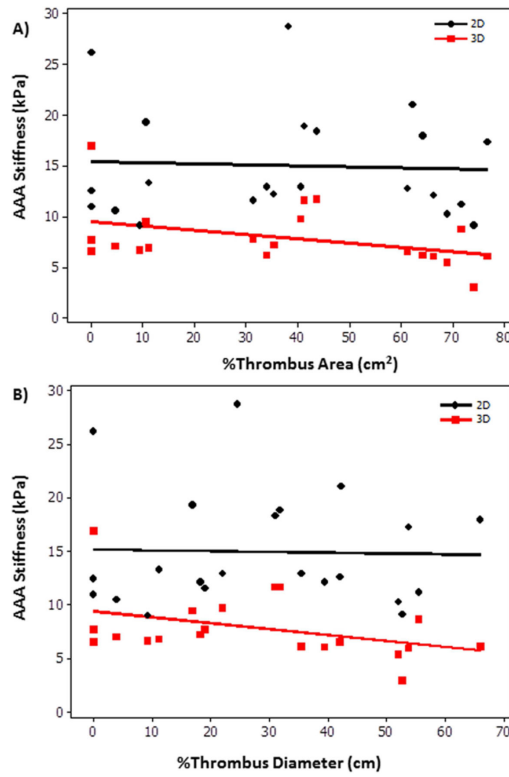 A)
2D
3D
30
25
20
15
10
5
0
AAA Stiffness (kPa)
0 10 20 30 40 50 60 70 80
%Thrombus Area (cm²)
B)
2D
3D
30
25
20
15
10
5
0
AAA Stiffness (kPa)
0 10 20 30 40 50 60 70
%Thrombus Diameter (cm)